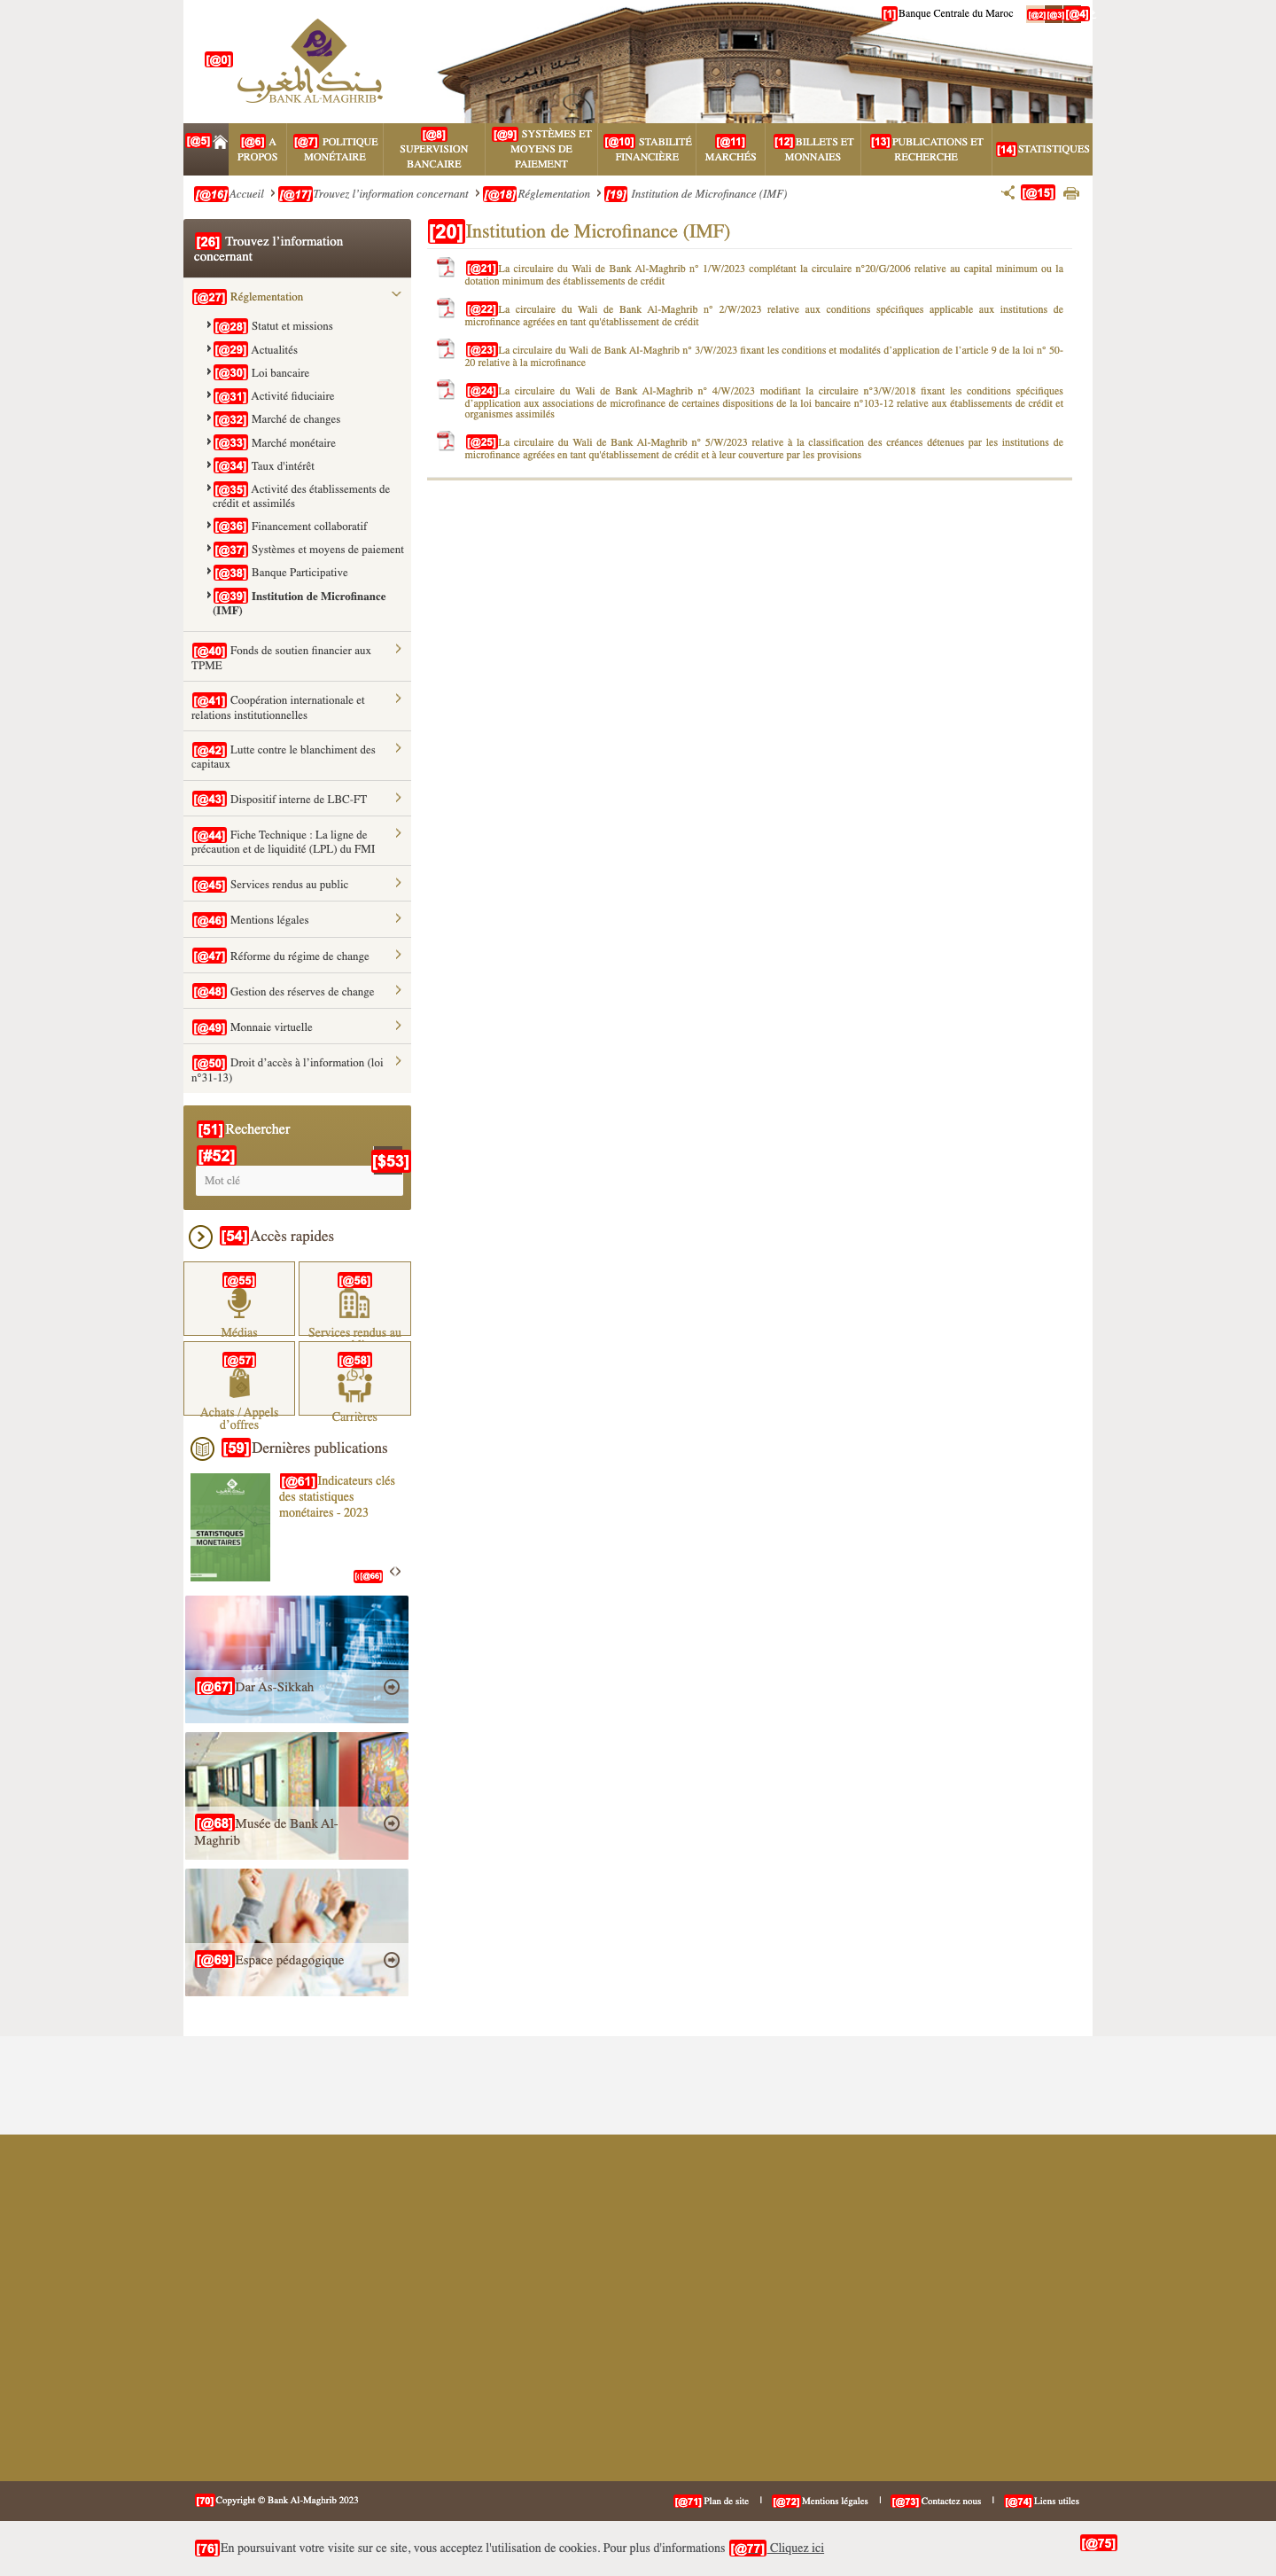 [1]Banque Centrale du Maroc [@2] [@3] [@4]
[@0]
بنك المغرب
BANK AL-MAGHRIB
[@5] [@6] A PROPOS
[@7] POLITIQUE MONÉTAIRE
[@8] SUPERVISION BANCAIRE
[@9] SYSTÈMES ET MOYENS DE PAIEMENT
[@10] STABILITÉ FINANCIÈRE
[@11] MARCHÉS
[12]BILLETS ET MONNAIES
[13]PUBLICATIONS ET RECHERCHE
[14]STATISTIQUES
[@16]Accueil [@17]Trouvez l’information concernant [@18]Réglementation [19] Institution de Microfinance (IMF) [@15]
[20]Institution de Microfinance (IMF)
[@21]La circulaire du Wali de Bank Al-Maghrib n° 1/W/2023 complétant la circulaire n°20/G/2006 relative au capital minimum ou la
dotation minimum des établissements de crédit
[@22]La circulaire du Wali de Bank Al-Maghrib n° 2/W/2023 relative aux conditions spécifiques applicable aux institutions de
microfinance agréées en tant qu'établissement de crédit
[@23]La circulaire du Wali de Bank Al-Maghrib n° 3/W/2023 fixant les conditions et modalités d’application de l’article 9 de la loi n° 50-
20 relative à la microfinance
[@24]La circulaire du Wali de Bank Al-Maghrib n° 4/W/2023 modifiant la circulaire n°3/W/2018 fixant les conditions spécifiques
d’application aux associations de microfinance de certaines dispositions de la loi bancaire n°103-12 relative aux établissements de crédit et
organismes assimilés
[@25]La circulaire du Wali de Bank Al-Maghrib n° 5/W/2023 relative à la classification des créances détenues par les institutions de
microfinance agréées en tant qu'établissement de crédit et à leur couverture par les provisions
[26] Trouvez l’information
concernant
[@27] Réglementation
[@28] Statut et missions
[@29] Actualités
[@30] Loi bancaire
[@31] Activité fiduciaire
[@32] Marché de changes
[@33] Marché monétaire
[@34] Taux d'intérêt
[@35] Activité des établissements de
crédit et assimilés
[@36] Financement collaboratif
[@37] Systèmes et moyens de paiement
[@38] Banque Participative
[@39] Institution de Microfinance
(IMF)
[@40] Fonds de soutien financier aux
TPME
[@41] Coopération internationale et
relations institutionnelles
[@42] Lutte contre le blanchiment des
capitaux
[@43] Dispositif interne de LBC-FT
[@44] Fiche Technique : La ligne de
précaution et de liquidité (LPL) du FMI
[@45] Services rendus au public
[@46] Mentions légales
[@47] Réforme du régime de change
[@48] Gestion des réserves de change
[@49] Monnaie virtuelle
[@50] Droit d’accès à l’information (loi
n°31-13)
[51]Rechercher
[#52] [$53]
Mot clé
[54]Accès rapides
[@55] [@56]
Médias Services rendus au
[@57] [@58]
Achats / Appels
d’offres
Carrières
[59]Dernières publications
[@61]Indicateurs clés
des statistiques
monétaires - 2023
STATISTIQUES
MONETAIRES
[@66]
[@67]Dar As-Sikkah
[@68]Musée de Bank Al-
Maghrib
[@69]Espace pédagogique
[70]Copyright © Bank Al-Maghrib 2023 [@71]Plan de site [@72]Mentions légales [@73]Contactez nous [@74]Liens utiles
[76]En poursuivant votre visite sur ce site, vous acceptez l'utilisation de cookies. Pour plus d'informations [@77] Cliquez ici [@75]